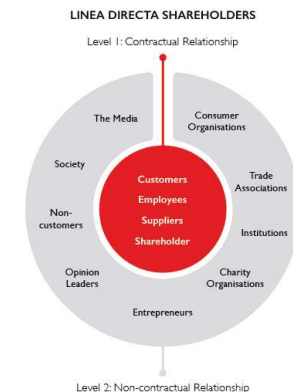 LINEA DIRECTA SHAREHOLDERS
Level 1: Contractual Relationship
The Media
Consumer
Organisations
Society
Trade
Associations
Customers
Employees
Suppliers
Shareholder
Non-
customers
Institutions
Opinion
Leaders
Charity
Organisations
Entrepreneurs
Level 2: Non-contractual Relationship